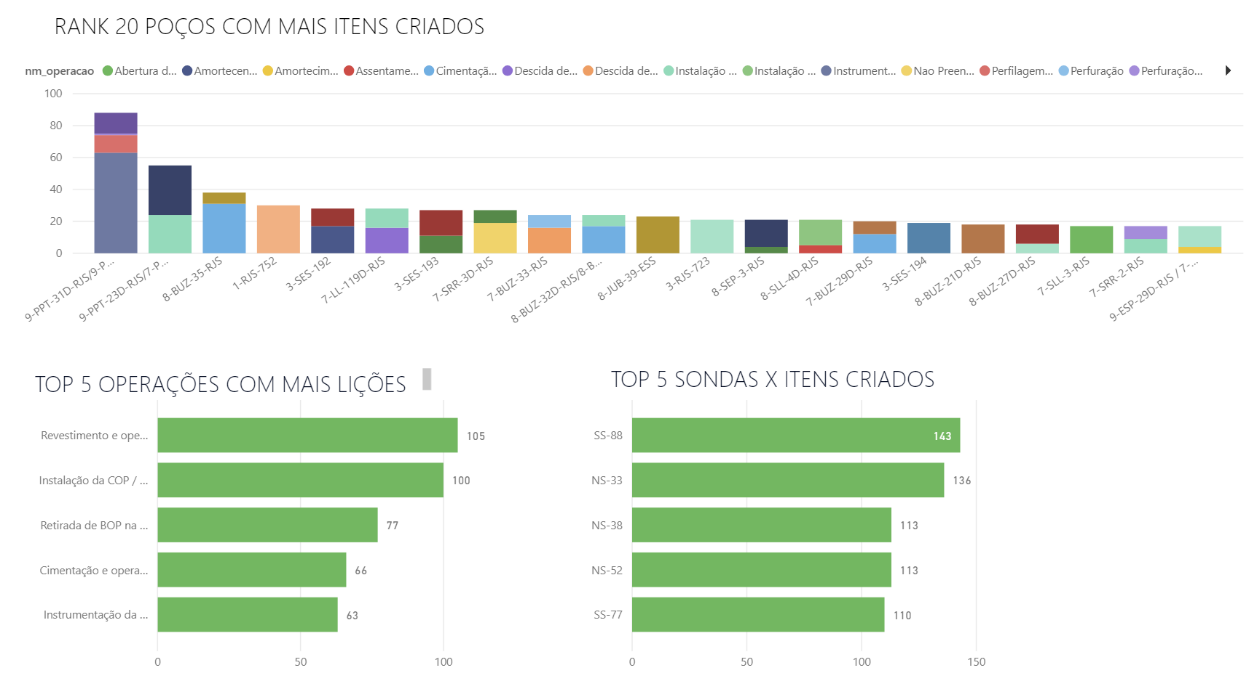 RANK 20 POÇOS COM MAIS ITENS CRIADOS
nm_operacao Abertura d... Amortecen... Amortecim... Assentame... Cimentaçã... Descida de... Descida de... Instalação ... Instalação ... Instrument... Nao Preen... Perfilagem... Perfuração Perfuração...
100
80
60
40
20
0
9-PPT-31D-RJS/9-P...
9-PPT-23D-RJS/7-P...
8-BUZ-35-RJS
1-RJS-752
3-SES-192
7-LL-119D-RJS
3-SES-193
7-SRR-3D-RJS
7-BUZ-33-RJS
8-BUZ-32D-RJS/8-B...
8-JUB-39-ESS
3-RJS-723
8-SEP-3-RJS
8-SLL-4D-RJS
7-BUZ-29D-RJS
3-SES-194
8-BUZ-21D-RJS
8-BUZ-27D-RJS
7-SLL-3-RJS
7-SRR-2-RJS
9-ESP-29D-RJS / 7-...
TOP 5 OPERAÇÕES COM MAIS LIÇÕES
Revestimento e ope... 105
Instalação da COP / ... 100
Retirada de BOP na ... 77
Cimentação e opera... 66
Instrumentação da ... 63
0 50 100
TOP 5 SONDAS X ITENS CRIADOS
SS-88 143
NS-33 136
NS-38 113
NS-52 113
SS-77 110
0 50 100 150